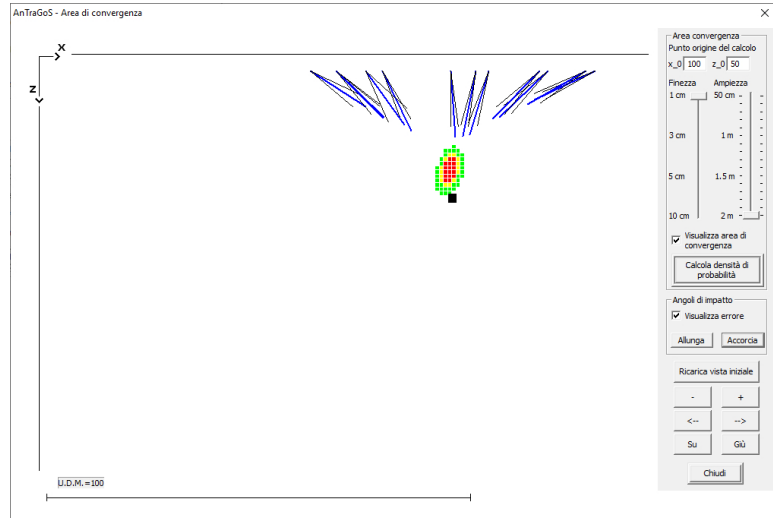 AnTraGoS - Area di convergenza
X
Z
Area convergenza
Punto origine del calcolo
x_0 100 z_0 50
Finezza Ampiezza
1 cm 50 cm
3 cm 1 m
5 cm 1.5 m
10 cm 2 m
Visualizza area di
convergenza
Calcola densità di
probabilità
Angoli di impatto
Visualizza errore
Allunga Accorcia
Ricarica vista iniziale
- +
<-- -->
Su Giù
Chiudi
U.D.M.=100